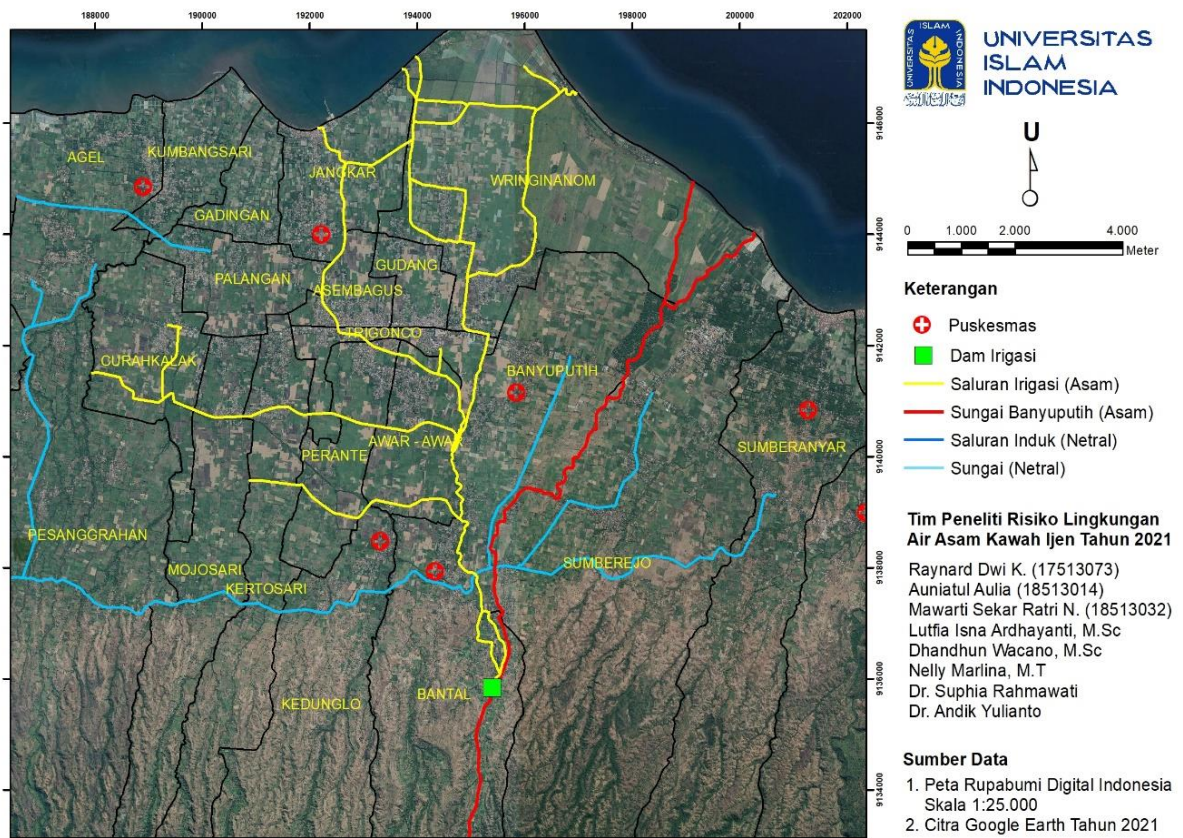 188000 190000 192000 194000 196000 198000 200000 202000
9146000
9144000
9142000
9140000
9138000
9136000
9134000
AGEL
KUMBANGSARI
JANGKAR
WRINGINANOM
GADINGAN
GUDANG
PALANGAN
ASEMBAGUS
TRIGONCO
CURAHKALAK
BANYUPUTIH
AWAR - AWAR
PERANTE
SUMBERANYAR
PESANGGRAHAN
MOJOSARI
KERTOSARI
SUMBEREJO
KEDUNGLO
BANTAL
UNIVERSITAS ISLAM INDONESIA
UNIVERSITAS
ISLAM
INDONESIA
U
0 1.000 2.000 4.000
Meter
Keterangan
Puskesmas
Dam Irigasi
Saluran Irigasi (Asam)
Sungai Banyuputih (Asam)
Saluran Induk (Netral)
Sungai (Netral)
Tim Peneliti Risiko Lingkungan
Air Asam Kawah Ijen Tahun 2021
Raynard Dwi K. (17513073)
Auniatul Aulia (18513014)
Mawarti Sekar Ratri N. (18513032)
Lutfia Isna Ardhayanti, M.Sc
Dhandhun Wacano, M.Sc
Nelly Marlina, M.T
Dr. Suphia Rahmawati
Dr. Andik Yulianto
Sumber Data
1. Peta Rupabumi Digital Indonesia
Skala 1:25.000
2. Citra Google Earth Tahun 2021